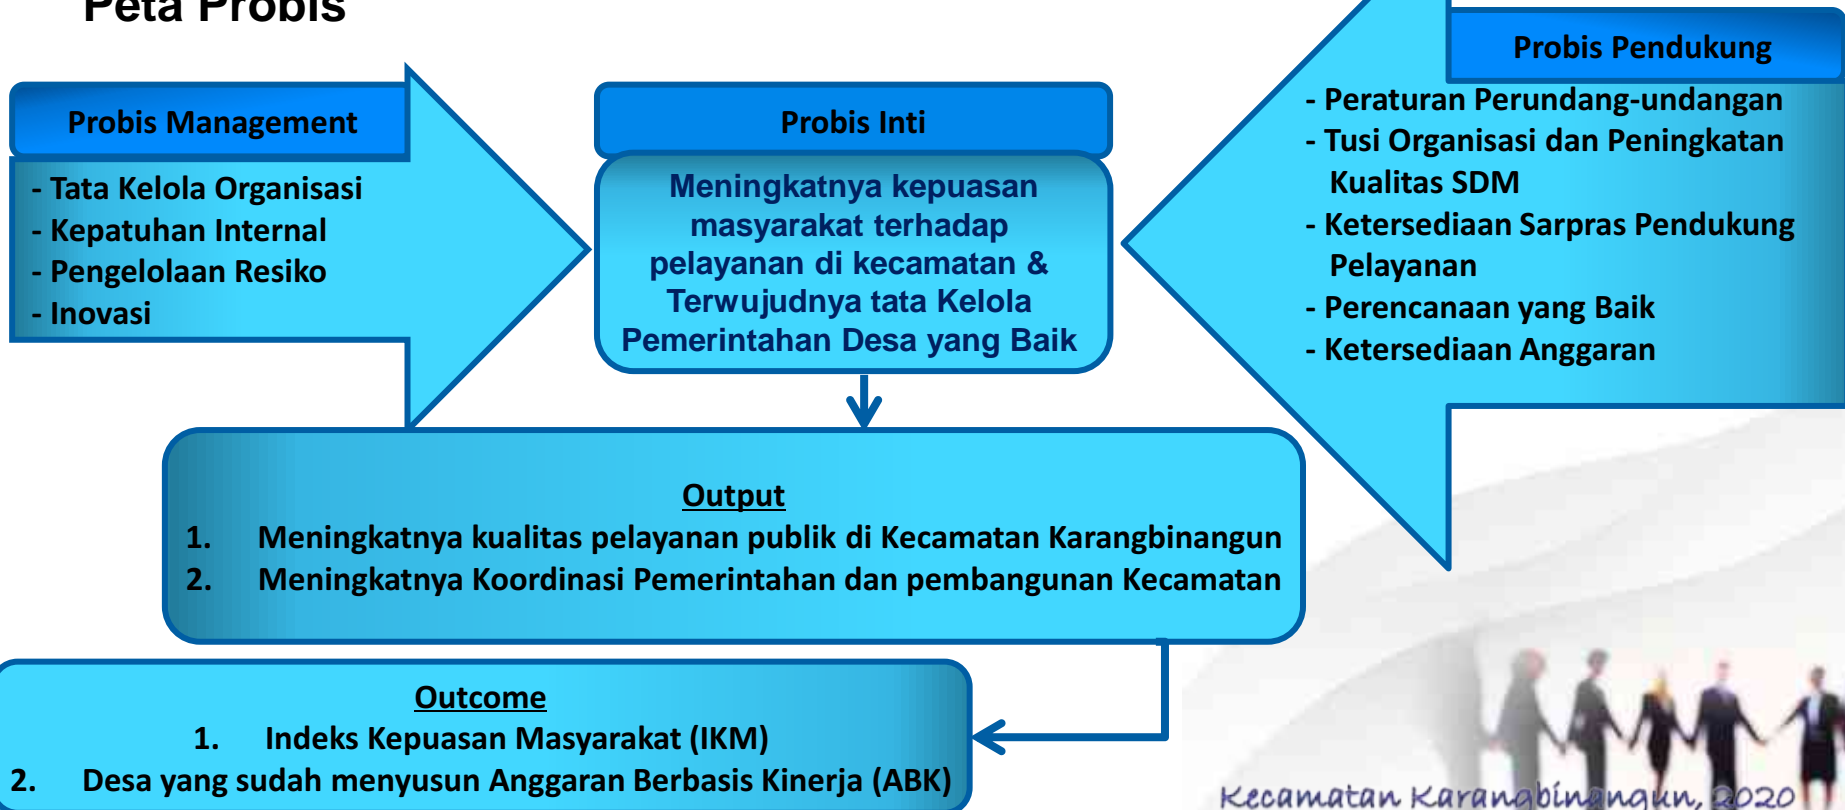 Peta Probis
Probis Management
- Tata Kelola Organisasi
- Kepatuhan Internal
- Pengelolaan Resiko
- Inovasi
Probis Inti
Meningkatnya kepuasan
masyarakat terhadap
pelayanan di kecamatan &
Terwujudnya tata Kelola
Pemerintahan Desa yang Baik
Probis Pendukung
- Peraturan Perundang-undangan
- Tusi Organisasi dan Peningkatan
Kualitas SDM
- Ketersediaan Sarpras Pendukung
Pelayanan
- Perencanaan yang Baik
- Ketersediaan Anggaran
Output
1. Meningkatnya kualitas pelayanan publik di Kecamatan Karangbinangun
2. Meningkatnya Koordinasi Pemerintahan dan pembangunan Kecamatan
Outcome
1. Indeks Kepuasan Masyarakat (IKM)
2. Desa yang sudah menyusun Anggaran Berbasis Kinerja (ABK)
Kecamatan Karangbinangun, 2020